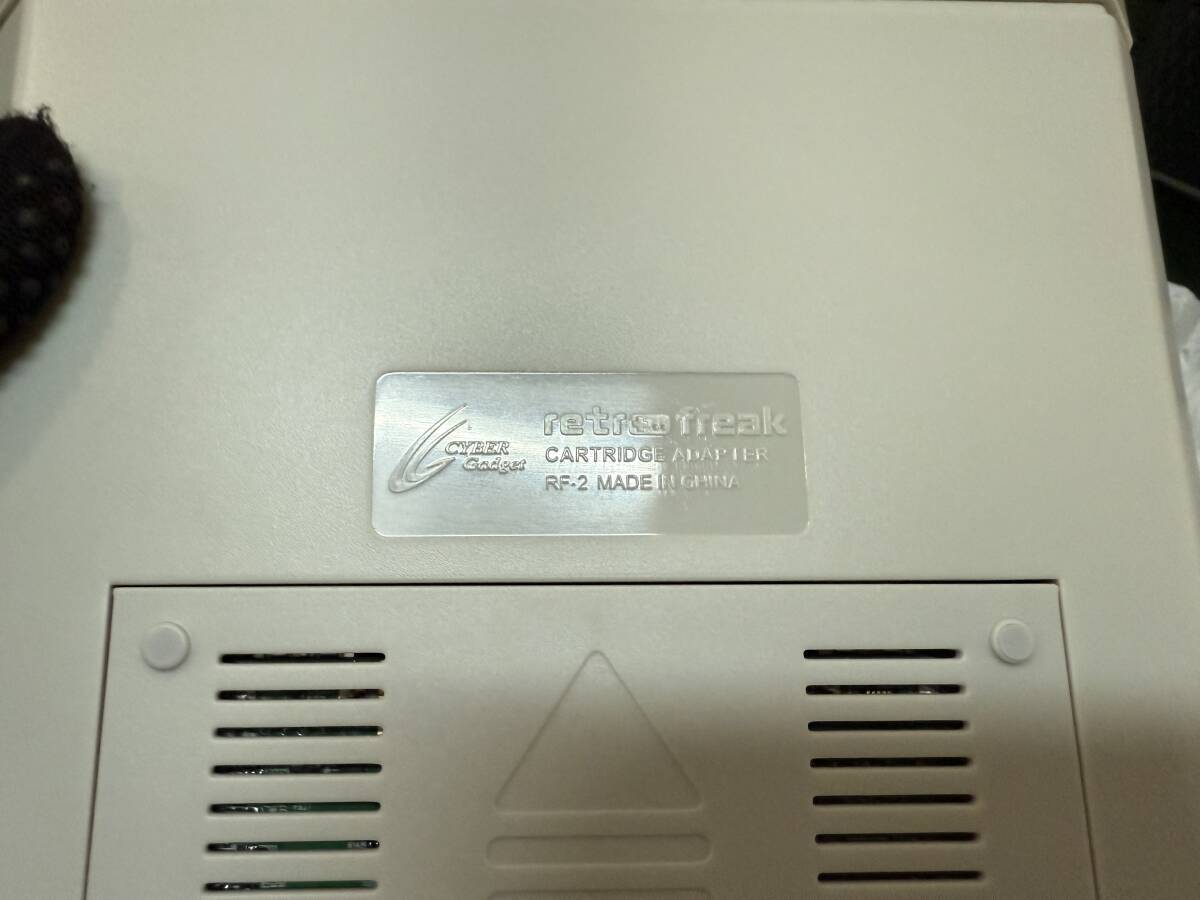 CYBER
Gadget
retro freak
CARTRIDGE ADAPTER
RF-2 MADE IN CHINA